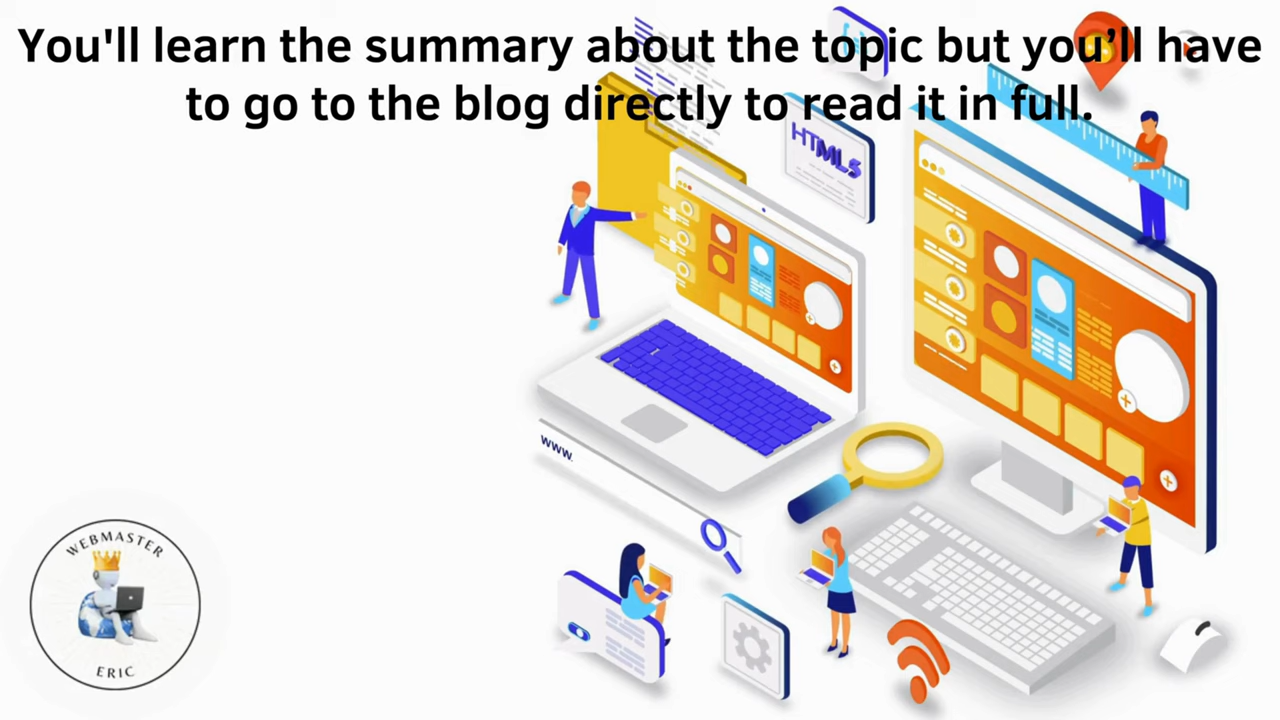 You'll learn the summary about the topic but you’ll have
to go to the blog directly to read it in full.
HTML5
www.
WEBMASTER
ERIC